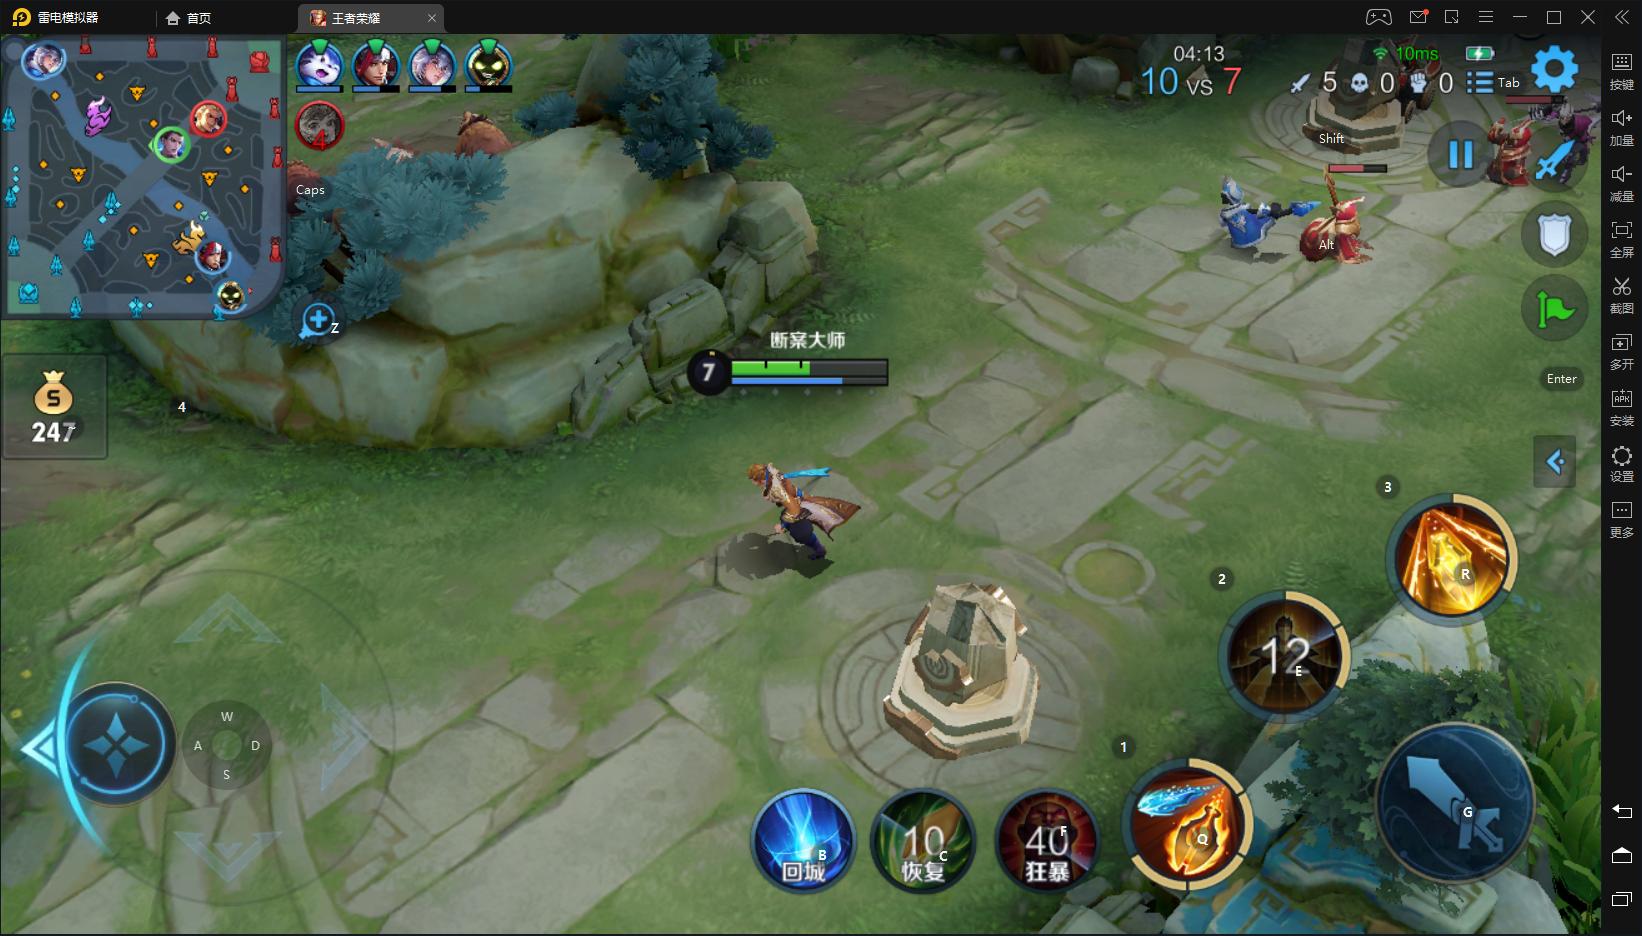 雷电模拟器
首页
王者荣耀
04:13
10ms
10 VS 7
5
0
0
Tab
Shift
按键
加量
减量
全屏
截图
多开
安装
设置
更多
4
Caps
Alt
Z
Enter
断案大师
7
S
247
~
4
3
R
2
12
E
W
A
D
S
1
Q
G
B
回城
10
C
恢复
40
F
狂暴
APK